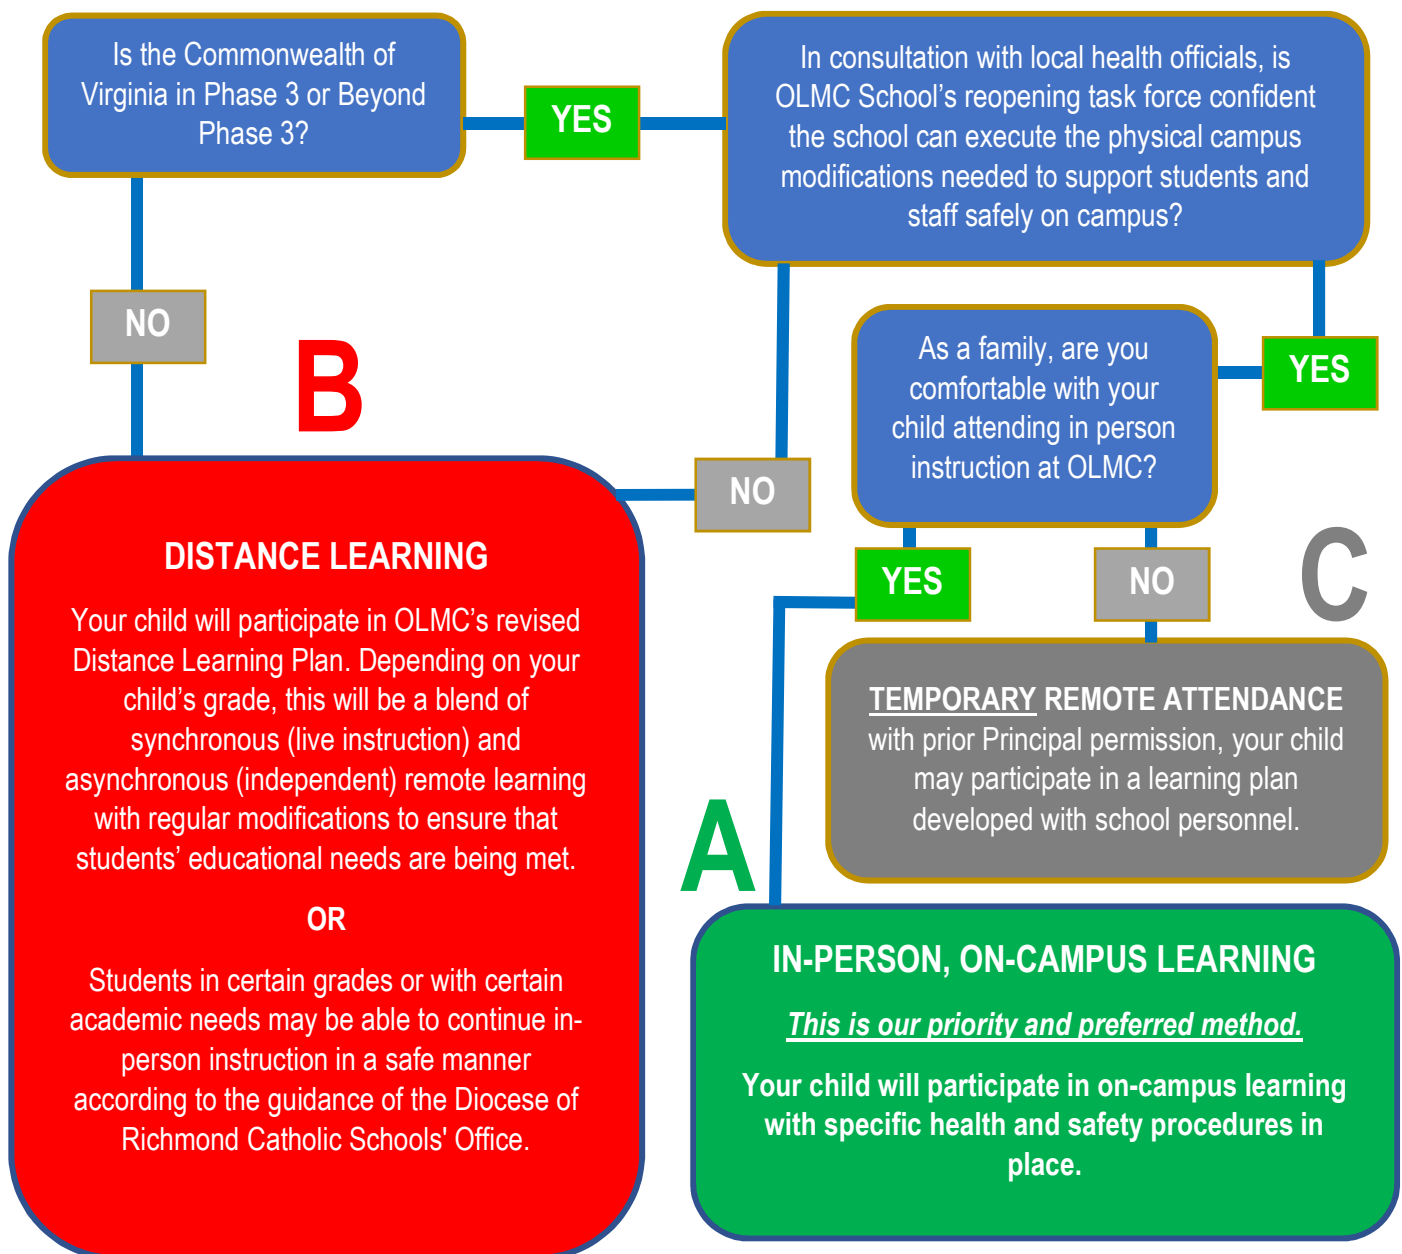 Is the Commonwealth of
Virginia in Phase 3 or Beyond
Phase 3?
YES
In consultation with local health officials, is
OLMC School’s reopening task force confident
the school can execute the physical campus
modifications needed to support students and
staff safely on campus?
NO
B
YES
As a family, are you
comfortable with your
child attending in person
instruction at OLMC?
NO
YES
NO
C
DISTANCE LEARNING
Your child will participate in OLMC’s revised
Distance Learning Plan. Depending on your
child’s grade, this will be a blend of
synchronous (live instruction) and
asynchronous (independent) remote learning
with regular modifications to ensure that
students’ educational needs are being met.
OR
Students in certain grades or with certain
academic needs may be able to continue in-
person instruction in a safe manner
according to the guidance of the Diocese of
Richmond Catholic Schools' Office.
TEMPORARY REMOTE ATTENDANCE
with prior Principal permission, your child
may participate in a learning plan
developed with school personnel.
A
IN-PERSON, ON-CAMPUS LEARNING
This is our priority and preferred method.
Your child will participate in on-campus learning
with specific health and safety procedures in
place.